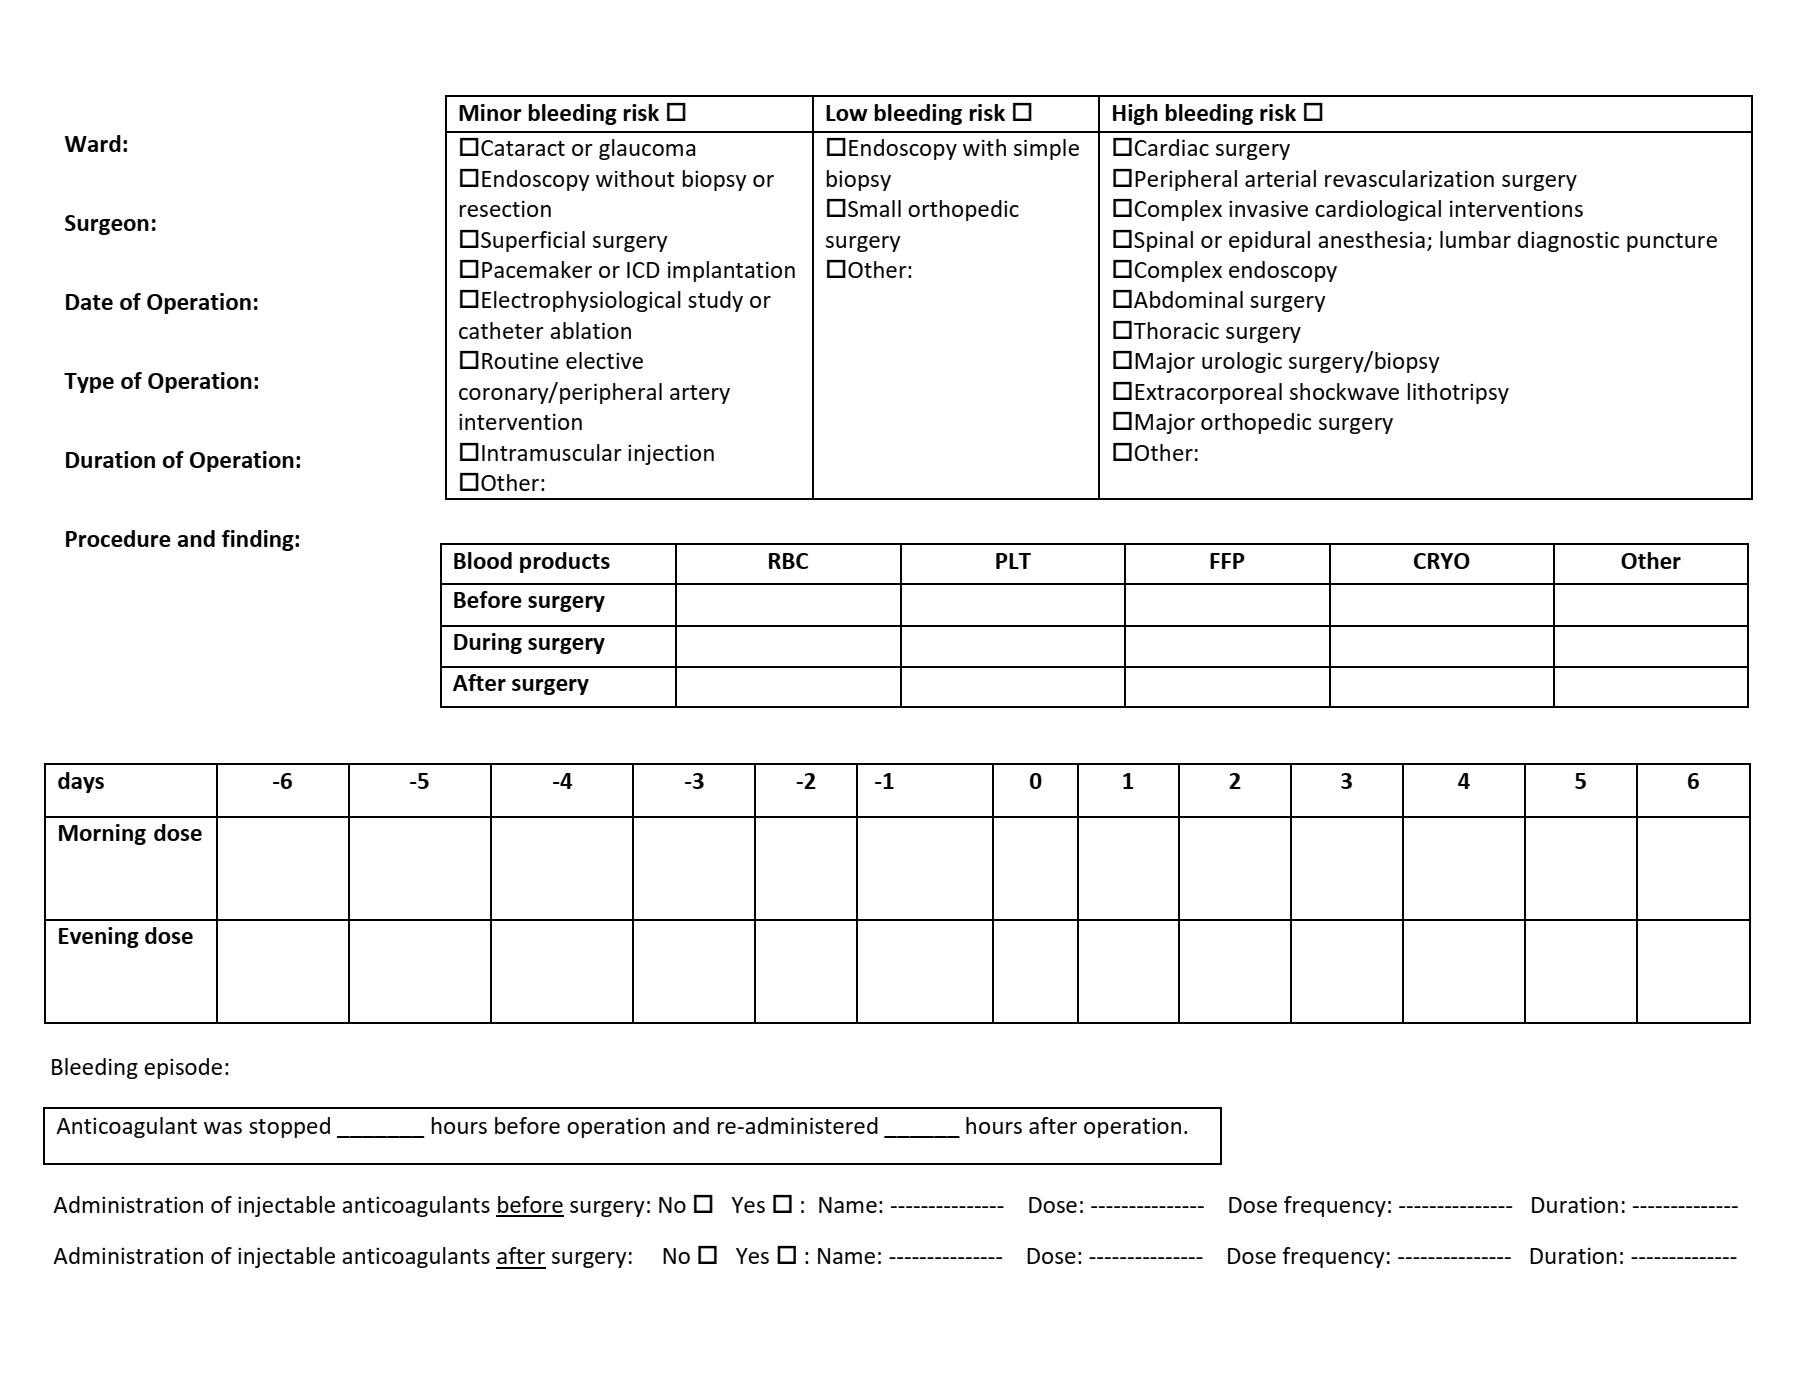 Ward:
Surgeon:
Date of Operation:
Type of Operation:
Duration of Operation:
Procedure and finding:
Minor bleeding risk ☐
☐Cataract or glaucoma
☐Endoscopy without biopsy or
resection
☐Superficial surgery
☐Pacemaker or ICD implantation
☐Electrophysiological study or
catheter ablation
☐Routine elective
coronary/peripheral artery
intervention
☐Intramuscular injection
☐Other:
Low bleeding risk ☐
☐Endoscopy with simple
biopsy
☐Small orthopedic
surgery
☐Other:
High bleeding risk ☐
☐Cardiac surgery
☐Peripheral arterial revascularization surgery
☐Complex invasive cardiological interventions
☐Spinal or epidural anesthesia; lumbar diagnostic puncture
☐Complex endoscopy
☐Abdominal surgery
☐Thoracic surgery
☐Major urologic surgery/biopsy
☐Extracorporeal shockwave lithotripsy
☐Major orthopedic surgery
☐Other:
Blood products RBC PLT FFP CRYO Other
Before surgery
During surgery
After surgery
days -6 -5 -4 -3 -2 -1 0 1 2 3 4 5 6
Morning dose
Evening dose
Bleeding episode:
Anticoagulant was stopped _______ hours before operation and re-administered ______ hours after operation.
Administration of injectable anticoagulants before surgery: No ☐ Yes ☐ : Name: --------------- Dose: --------------- Dose frequency: --------------- Duration: --------------
Administration of injectable anticoagulants after surgery: No ☐ Yes ☐ : Name: --------------- Dose: --------------- Dose frequency: --------------- Duration: --------------